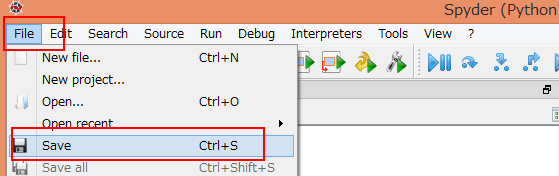 Spyder (Python
File Edit Search Source Run Debug Interpreters Tools View ?
New file... Ctrl+N
New project...
Open... Ctrl+O
Open recent
Save Ctrl+S
Save all Ctrl+Shift+S